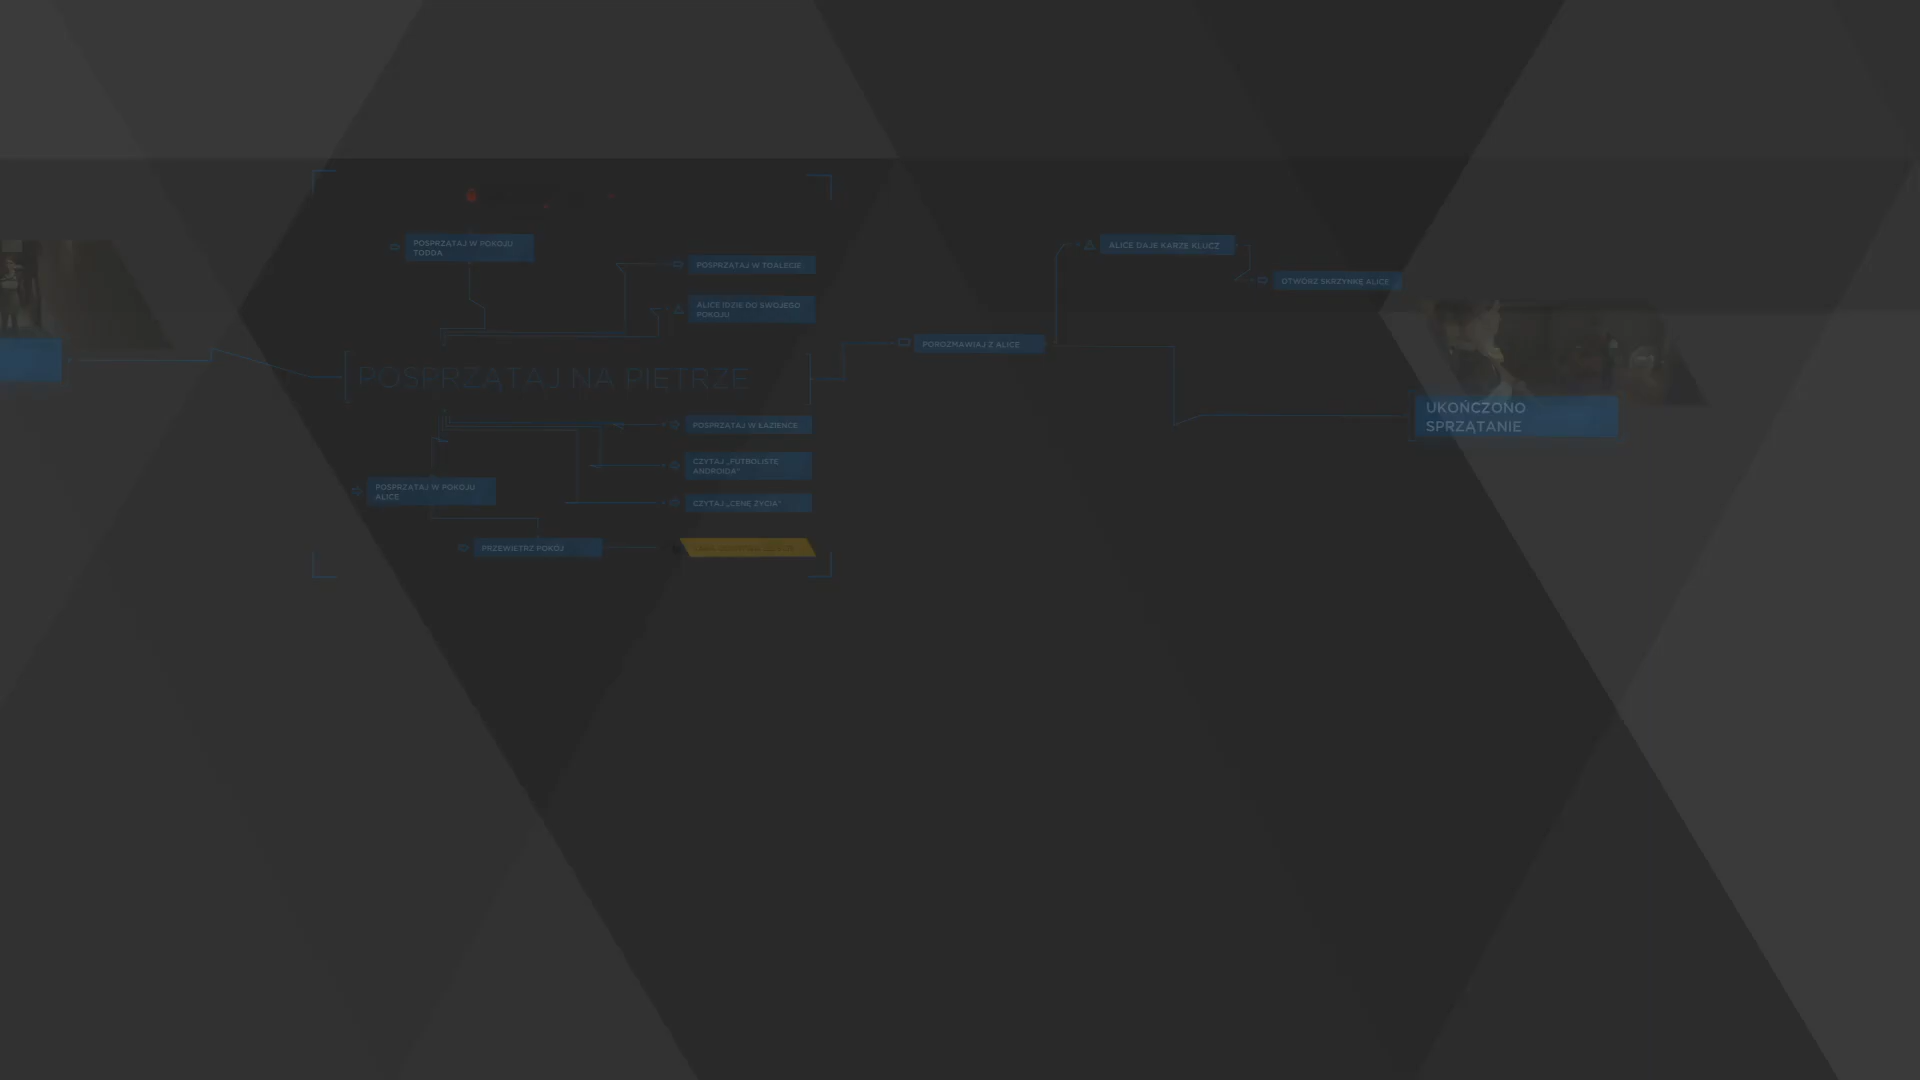 POSPRZĄTAJ W POKOJU
TODDA
POSPRZĄTAJ W TOALECIE
ALICE IDZIE DO SWOJEGO
POKOJU
POSPRZĄTAJ NA PIĘTRZE
POSPRZĄTAJ W ŁAZIENCE
CZYTAJ „FUTBOLIŚTĘ
ANDROIDA”
CZYTAJ „CENĘ ŻYCIA”
POSPRZĄTAJ W POKOJU
ALICE
PRZEWIETRZ POKÓJ
POROZMAWIAJ Z ALICE
ALICE DAJE KARZE KLUCZ
OTWÓRZ SKRZYNKĘ ALICE
UKOŃCZONO
SPRZĄTANIE